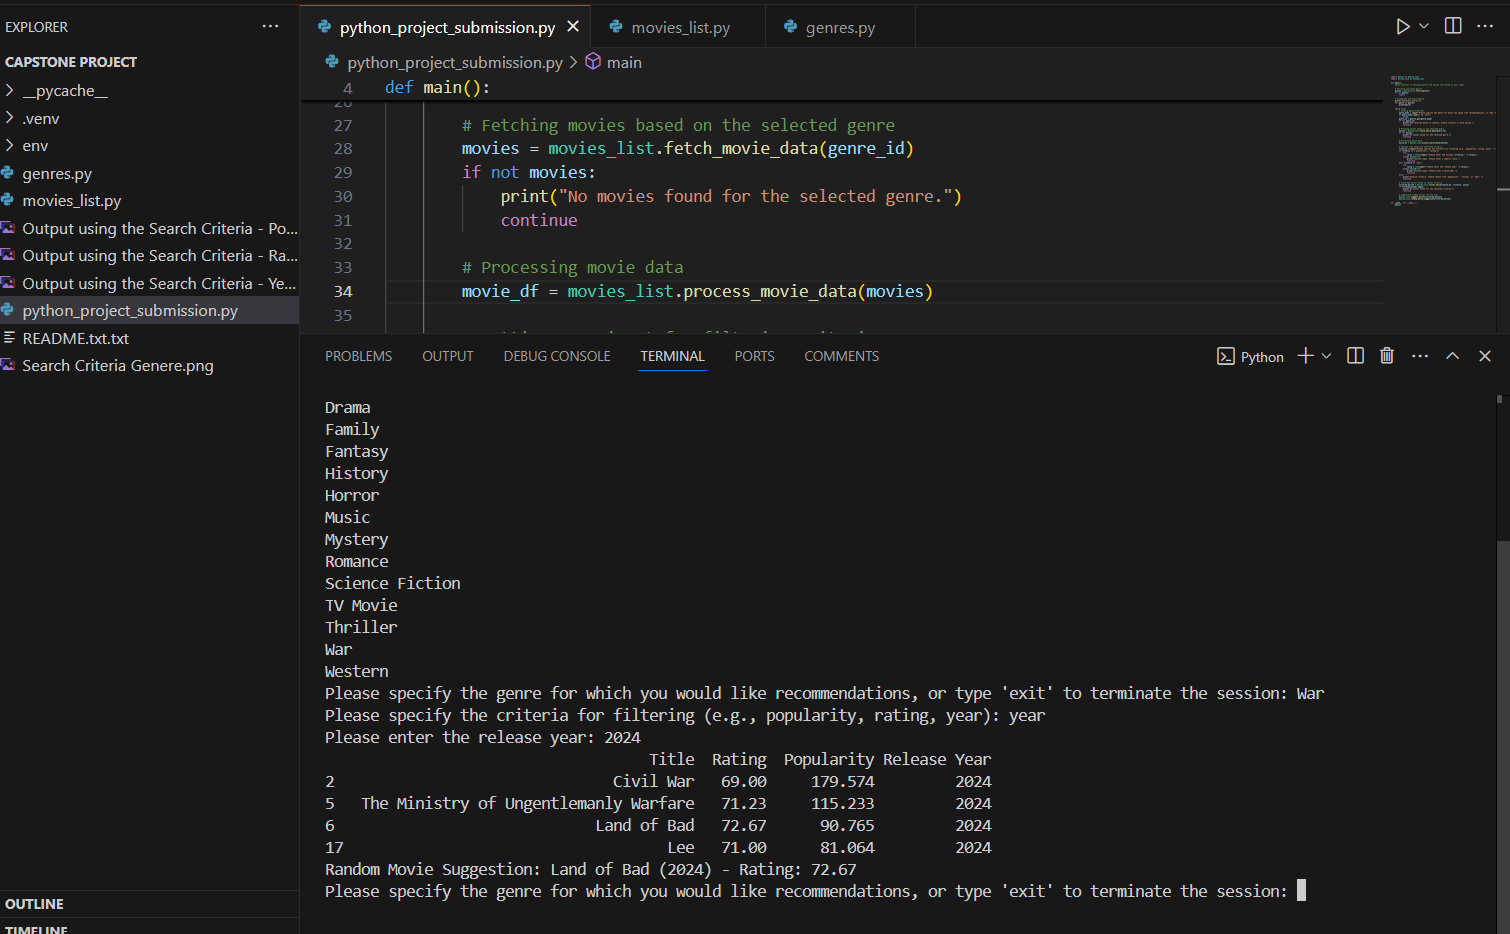 EXPLORER
CAPSTONE PROJECT
__pycache__
.venv
env
genres.py
movies_list.py
Output using the Search Criteria - Po...
Output using the Search Criteria - Ra...
Output using the Search Criteria - Ye...
python_project_submission.py
README.txt.txt
Search Criteria Genere.png
OUTLINE
TIMELINE
python_project_submission.py
movies_list.py
genres.py
python_project_submission.py > main
4 def main():
26
27 # Fetching movies based on the selected genre
28 movies = movies_list.fetch_movie_data(genre_id)
29 if not movies:
30 print("No movies found for the selected genre.")
31 continue
32
33 # Processing movie data
34 movie_df = movies_list.process_movie_data(movies)
35
PROBLEMS OUTPUT DEBUG CONSOLE TERMINAL PORTS COMMENTS
Python
Drama
Family
Fantasy
History
Horror
Music
Mystery
Romance
Science Fiction
TV Movie
Thriller
War
Western
Please specify the genre for which you would like recommendations, or type 'exit' to terminate the session: War
Please specify the criteria for filtering (e.g., popularity, rating, year): year
Please enter the release year: 2024
Title Rating Popularity Release Year
2 Civil War 69.00 179.574 2024
5 The Ministry of Ungentlemanly Warfare 71.23 115.233 2024
6 Land of Bad 72.67 90.765 2024
17 Lee 71.00 81.064 2024
Random Movie Suggestion: Land of Bad (2024) - Rating: 72.67
Please specify the genre for which you would like recommendations, or type 'exit' to terminate the session: